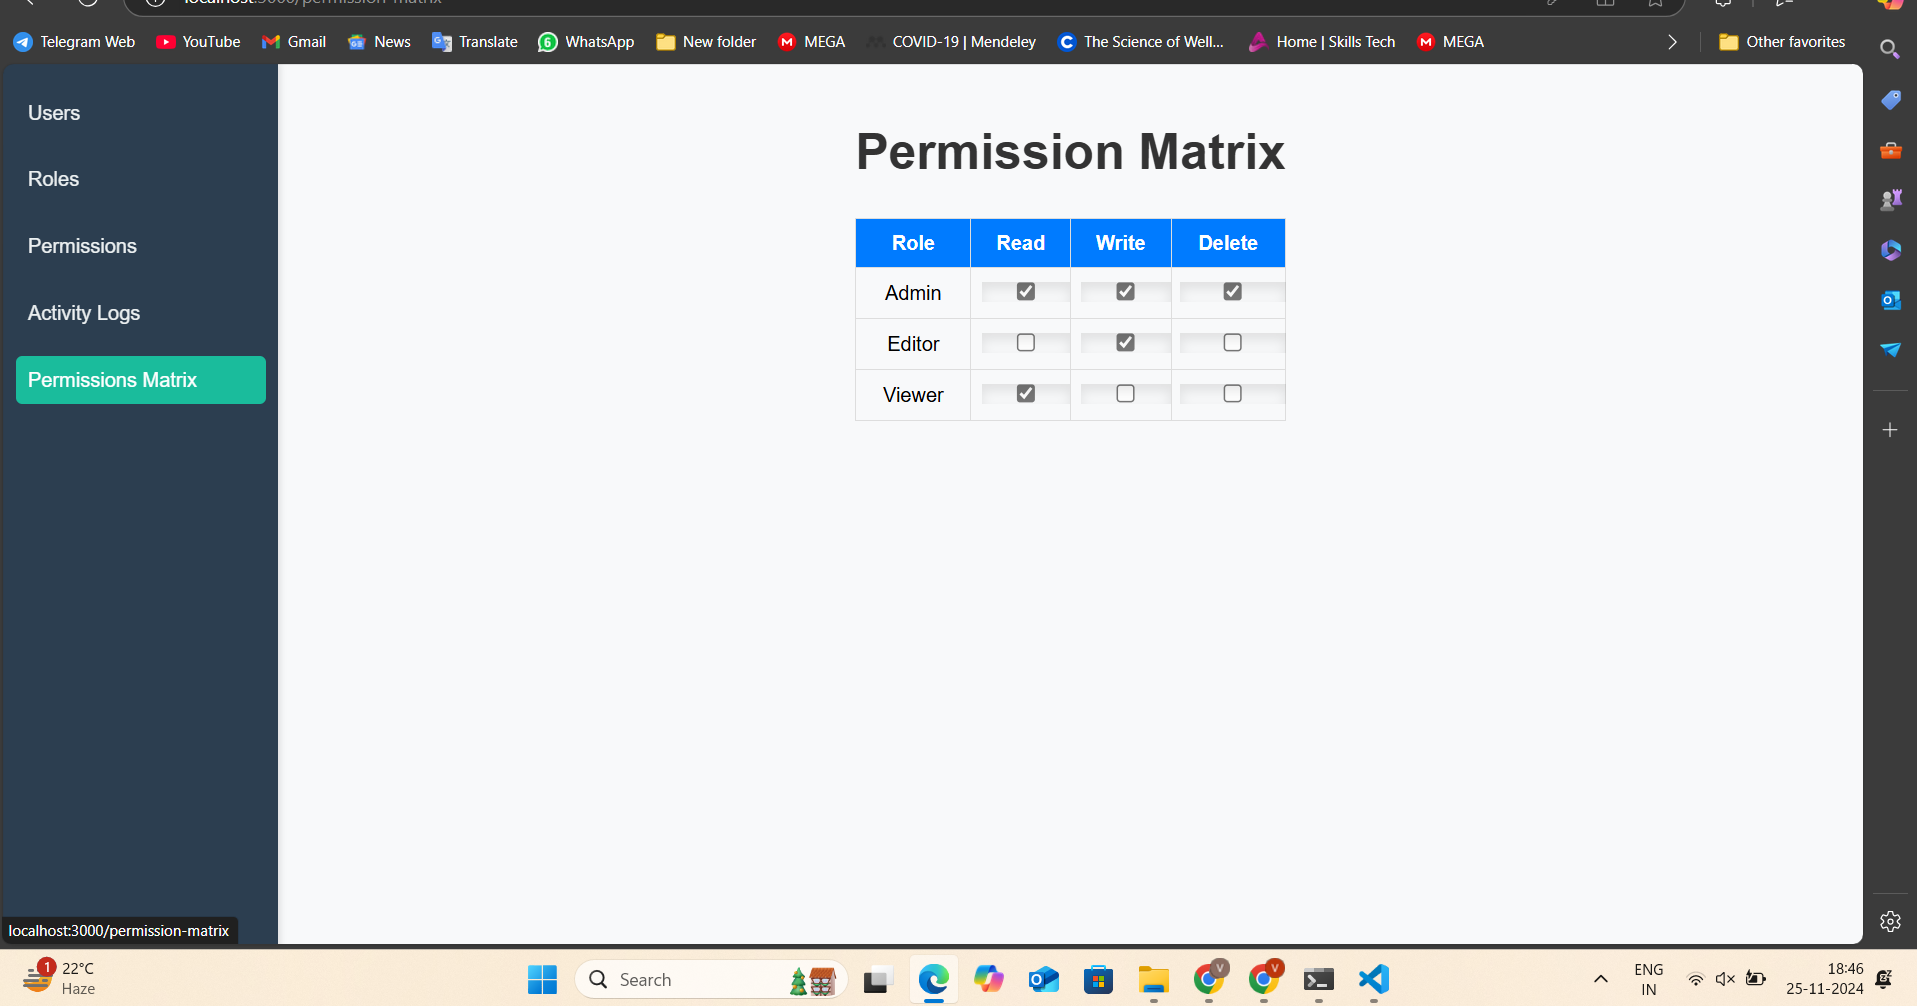 localhost:3000/permission-matrix
Telegram Web YouTube Gmail News Translate WhatsApp New folder MEGA COVID-19 | Mendeley The Science of Well... Home | Skills Tech MEGA Other favorites
Users
Roles
Permissions
Activity Logs
Permissions Matrix
Permission Matrix
Role Read Write Delete
Admin
Editor
Viewer
localhost:3000/permission-matrix
1
22°C
Haze
Search
V
V
ENG
IN
18:46
25-11-2024